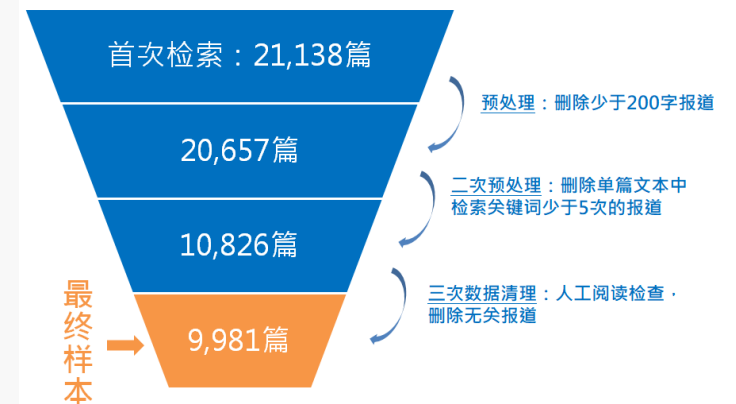 首次检索：21,138篇
预处理：删除少于200字报道
20,657篇
二次预处理：删除单篇文本中
检索关键词少于5次的报道
10,826篇
三次数据清理：人工阅读检查，
删除无关报道
9,981篇
最终样本